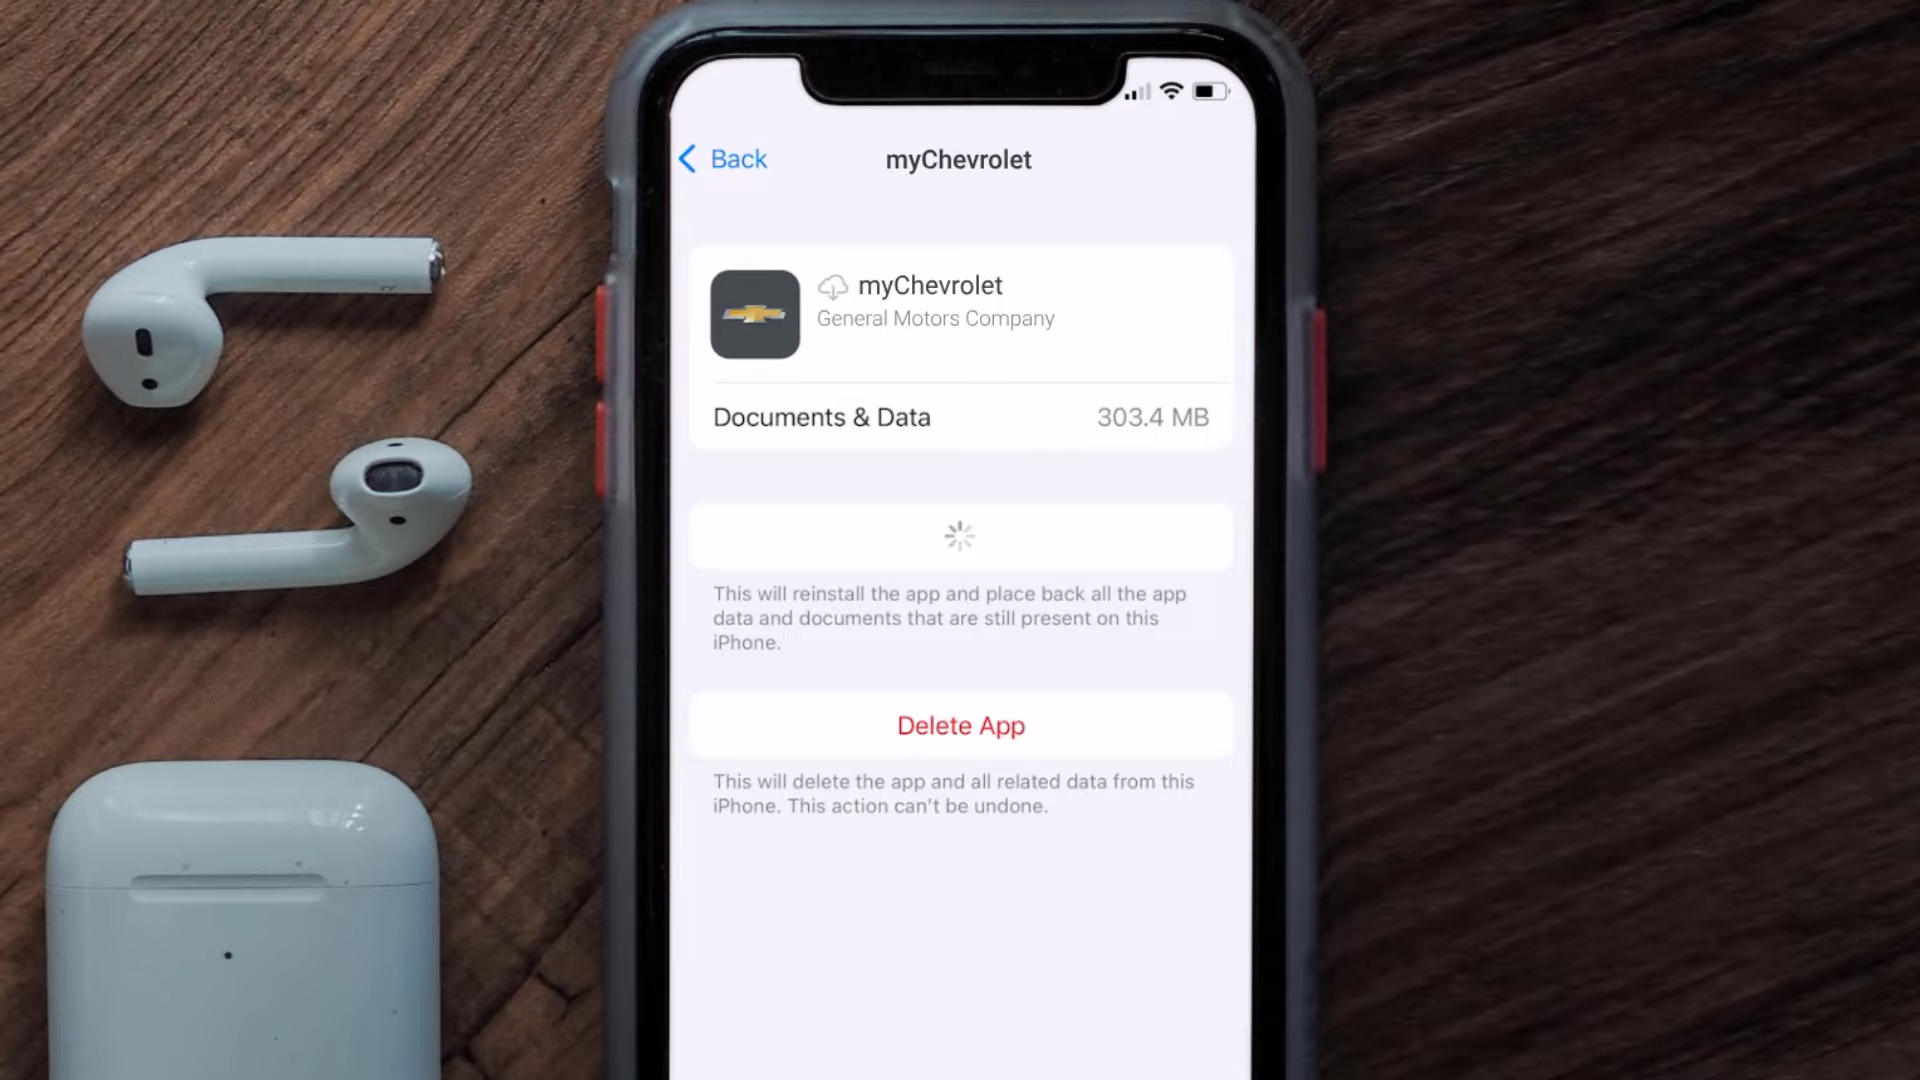 Back
myChevrolet
myChevrolet
General Motors Company
Documents & Data 303.4 MB
This will reinstall the app and place back all the app
data and documents that are still present on this
iPhone.
Delete App
This will delete the app and all related data from this
iPhone. This action can't be undone.